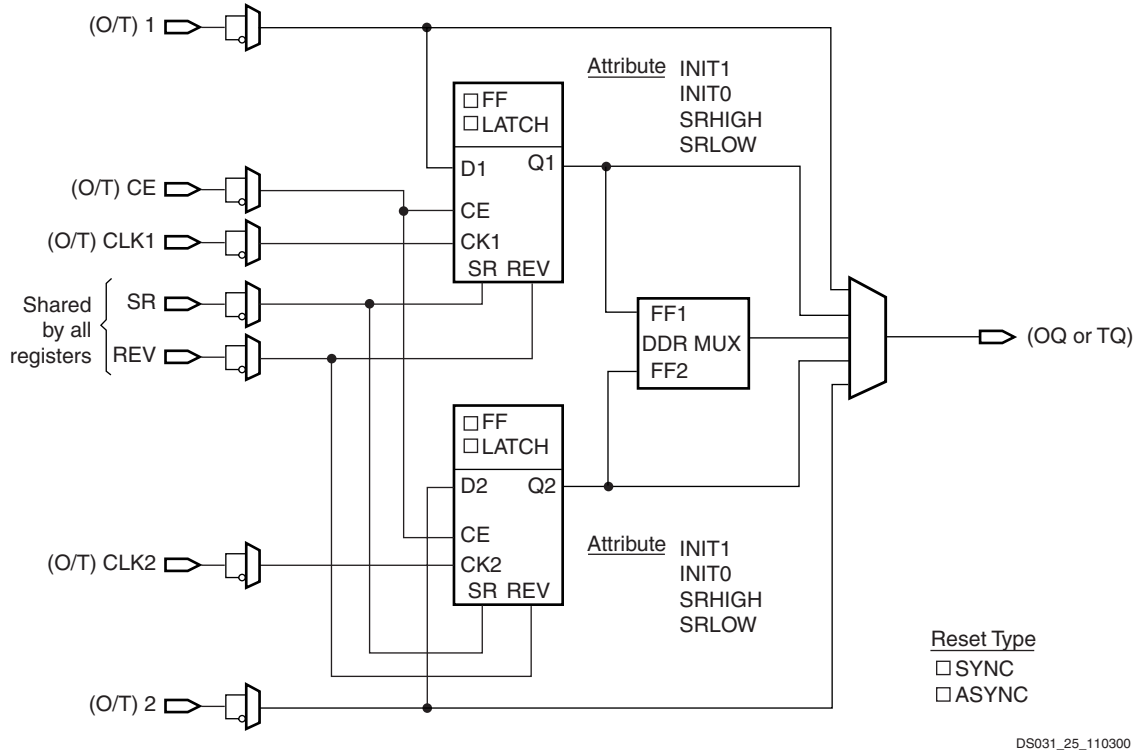 (O/T) 1
Attribute INIT1
INIT0
SRHIGH
SRLOW
FF
LATCH
D1 Q1
(O/T) CE
CE
(O/T) CLK1
CK1
SR REV
Shared
by all
registers
SR
REV
FF1
DDR MUX
FF2
(OQ or TQ)
FF
LATCH
D2 Q2
CE
(O/T) CLK2
CK2
SR REV
Attribute INIT1
INIT0
SRHIGH
SRLOW
Reset Type
SYNC
ASYNC
(O/T) 2
DS031_25_110300